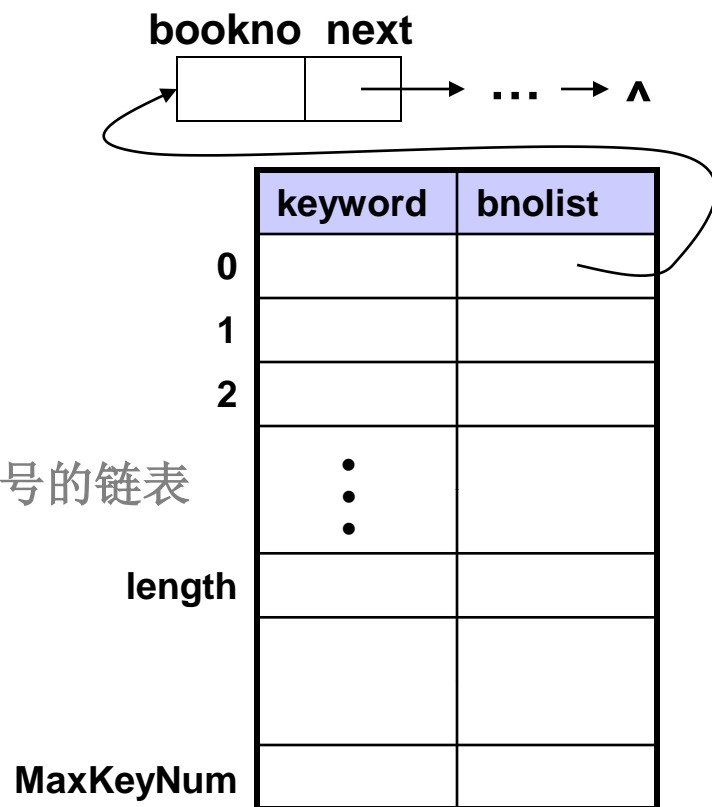 bookno next
... ^
keyword bnolist
0
1
2
号的链表
length
MaxKeyNum